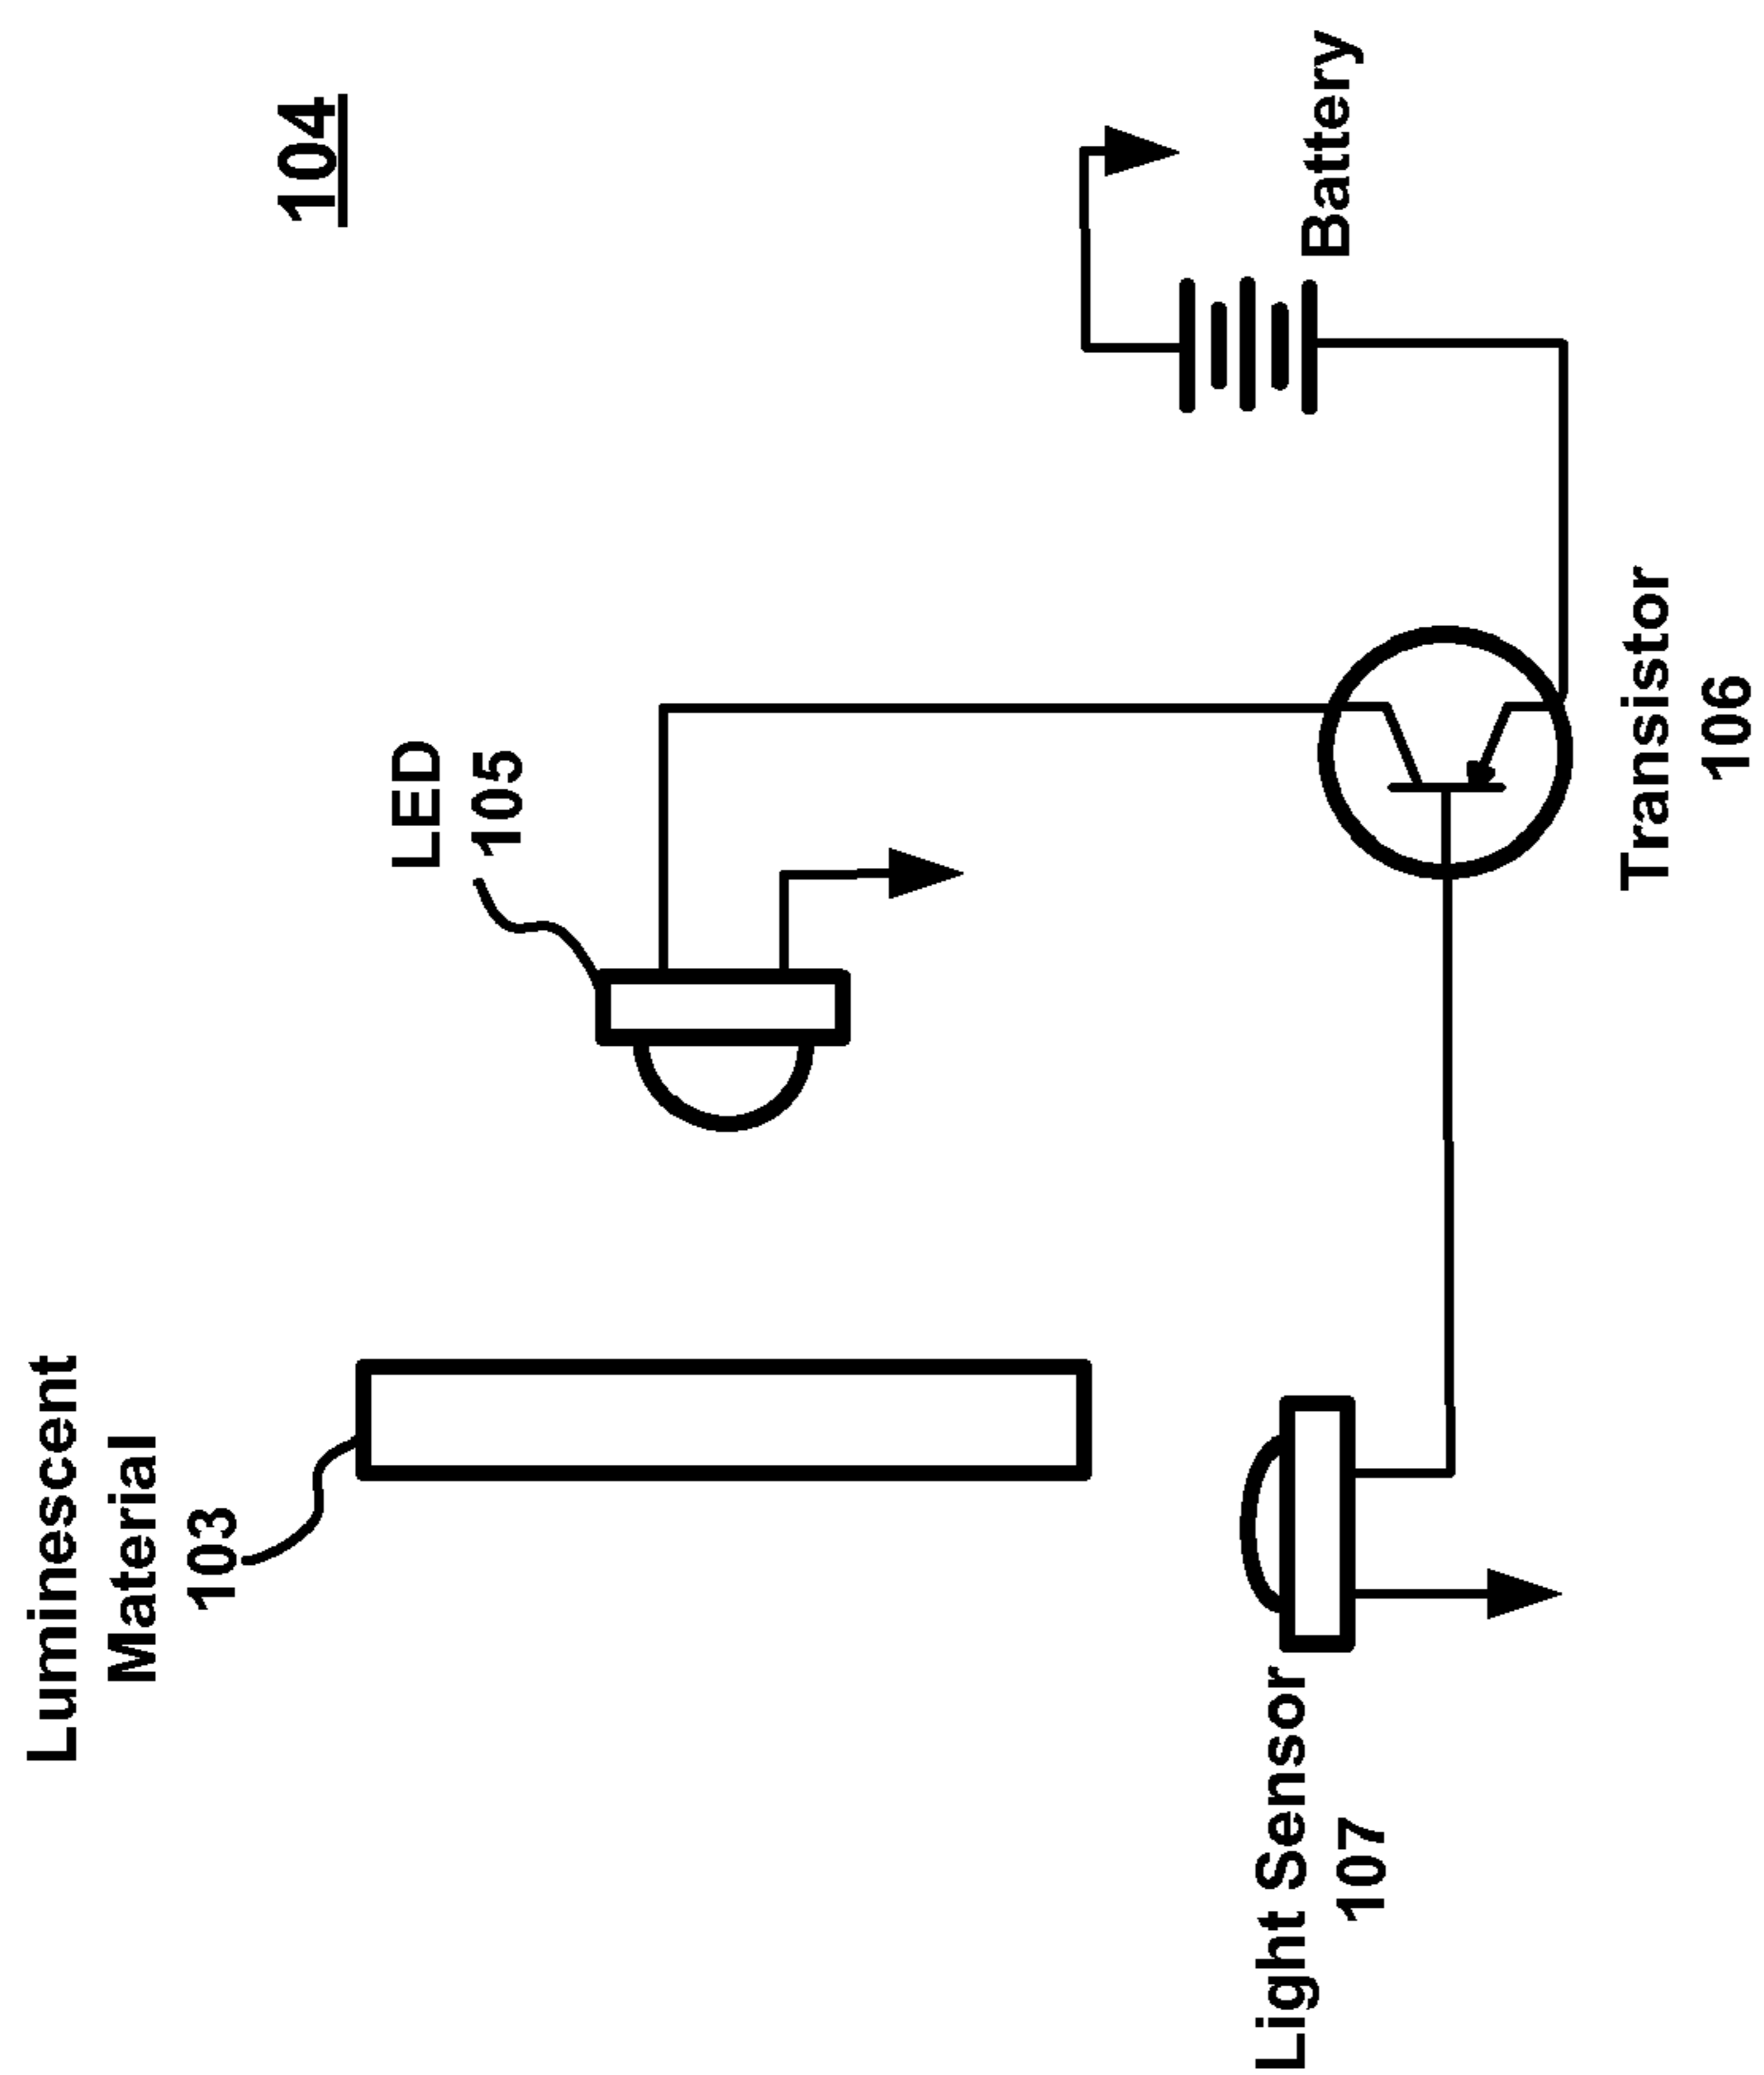 104
Luminescent
Material
103
LED
105
Battery
Light Sensor
107
Transistor
106